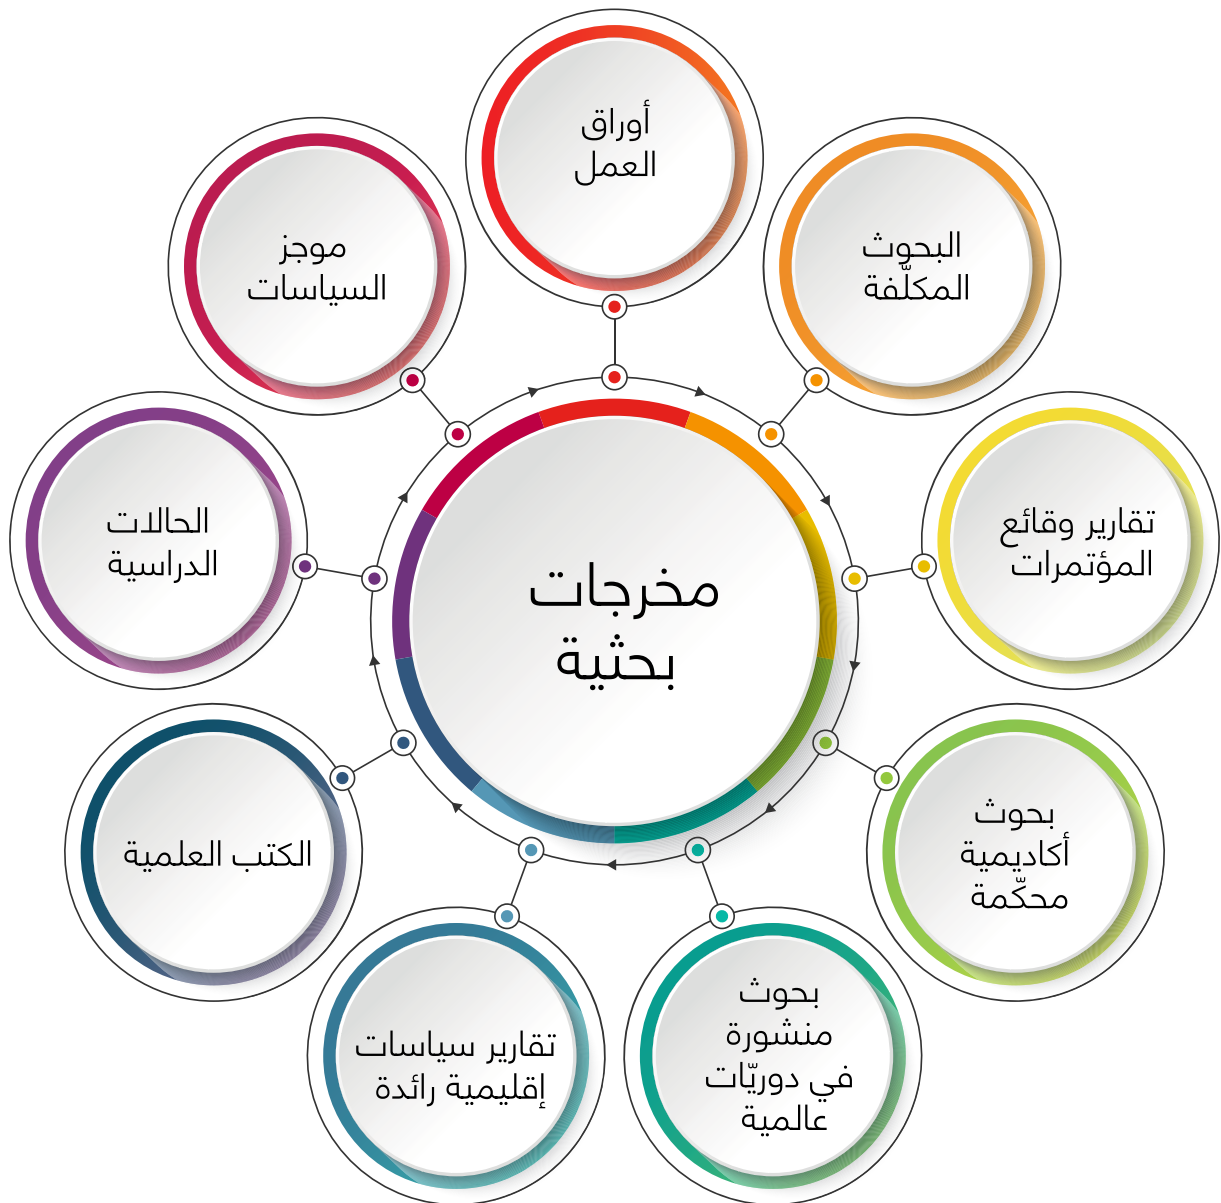 مخرجات
بحثية
أوراق
العمل
البحوث
المكلّفة
تقارير وقائع
المؤتمرات
بحوث
أكاديمية
محكّمة
بحوث
منشورة
في دوريّات
عالمية
تقارير سياسات
إقليمية رائدة
الكتب العلمية
الحالات
الدراسية
موجز
السياسات